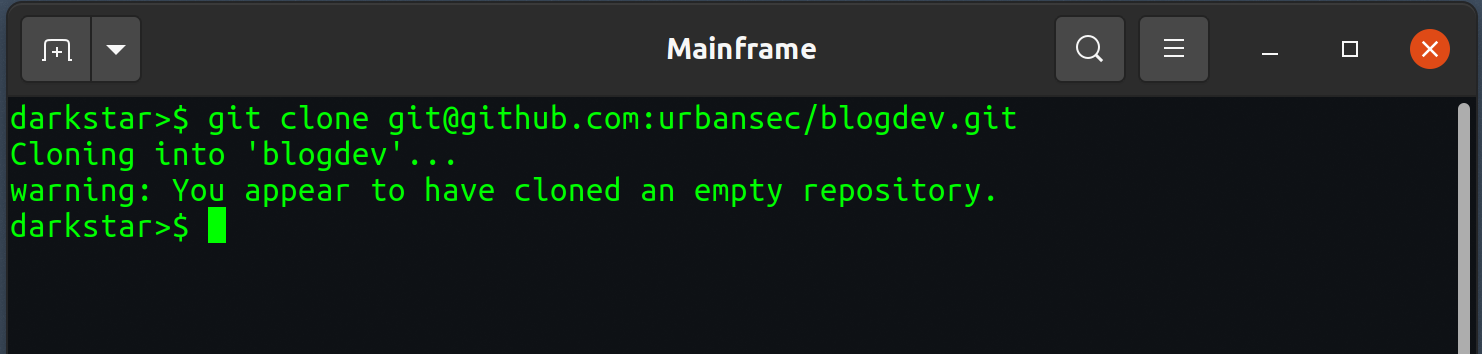 Mainframe
darkstar>$ git clone git@github.com:urbansec/blogdev.git
Cloning into 'blogdev'...
warning: You appear to have cloned an empty repository.
darkstar>$